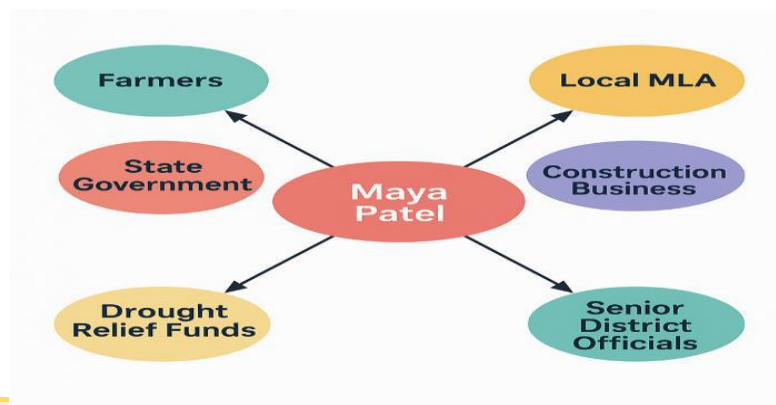 Farmers
Local MLA
State
Government
Construction
Business
Maya
Patel
Drought
Relief Funds
Senior
District
Officials